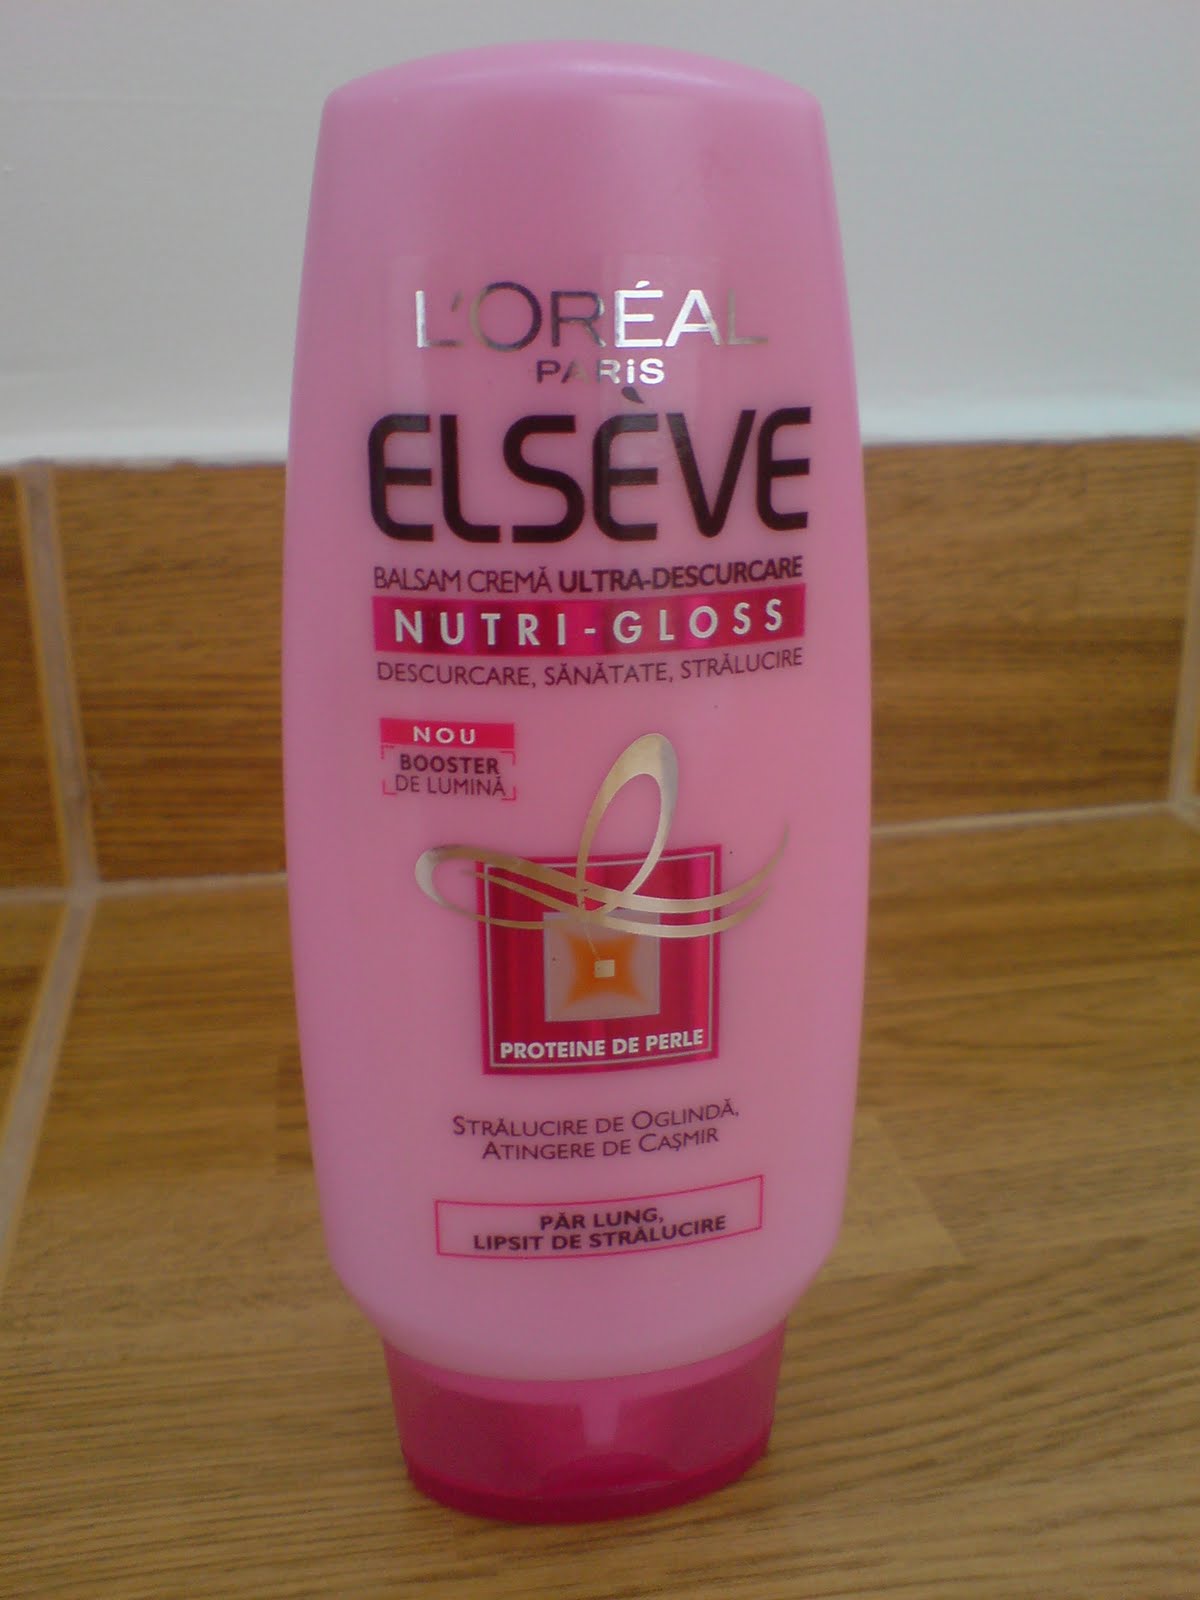 L'ORÉAL
PARiS
ELSÈVE
BALSAM CREMĂ ULTRA-DESCURCARE
NUTRI-GLOSS
DESCURCARE, SĂNĂTATE, STRĂLUCIRE
NOU
BOOSTER
DE LUMINĂ
PROTEINE DE PERLE
STRĂLUCIRE DE OGLINDĂ,
ATINGERE DE CAŞMIR
PĂR LUNG,
LIPSIT DE STRĂLUCIRE